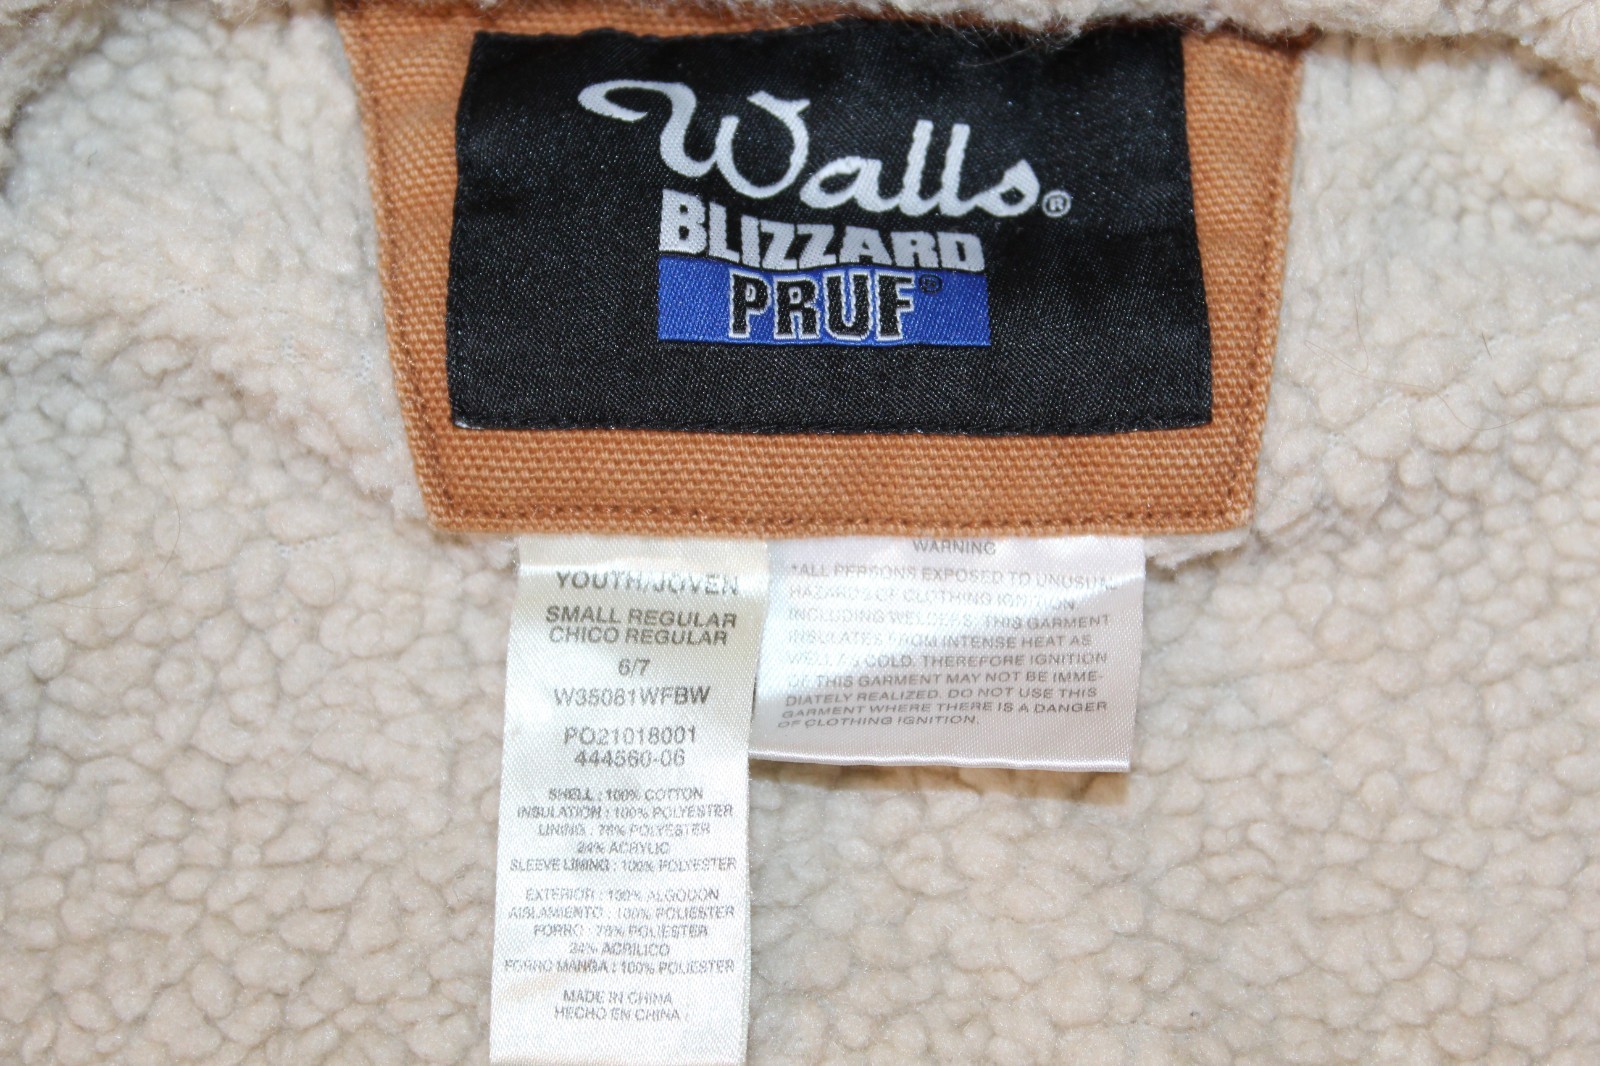 Walls®
BLIZZARD
PRUF®
YOUTH/JOVEN
SMALL REGULAR
CHICO REGULAR
6/7
W35081WFBW
PO21018001
444560-06
SHELL : 100% COTTON
INSULATION : 100% POLYESTER
LINING : 76% POLYESTER
24% ACRYLIC
SLEEVE LINING : 100% POLYESTER
EXTERIOR : 100% ALGODON
AISLAMIENTO : 100% POLIESTER
FORRO : 76% POLIESTER
24% ACRILICO
FORRO MANGA : 100% POLIESTER
MADE IN CHINA
HECHO EN CHINA
WARNING
*ALL PERSONS EXPOSED TO UNUSUAL
HAZARDS OF CLOTHING IGNITION
INCLUDING WELDERS: THIS GARMENT
INSULATES FROM INTENSE HEAT AS
WELL AS COLD. THEREFORE IGNITION
OF THIS GARMENT MAY NOT BE IMME-
DIATELY REALIZED. DO NOT USE THIS
GARMENT WHERE THERE IS A DANGER
OF CLOTHING IGNITION.